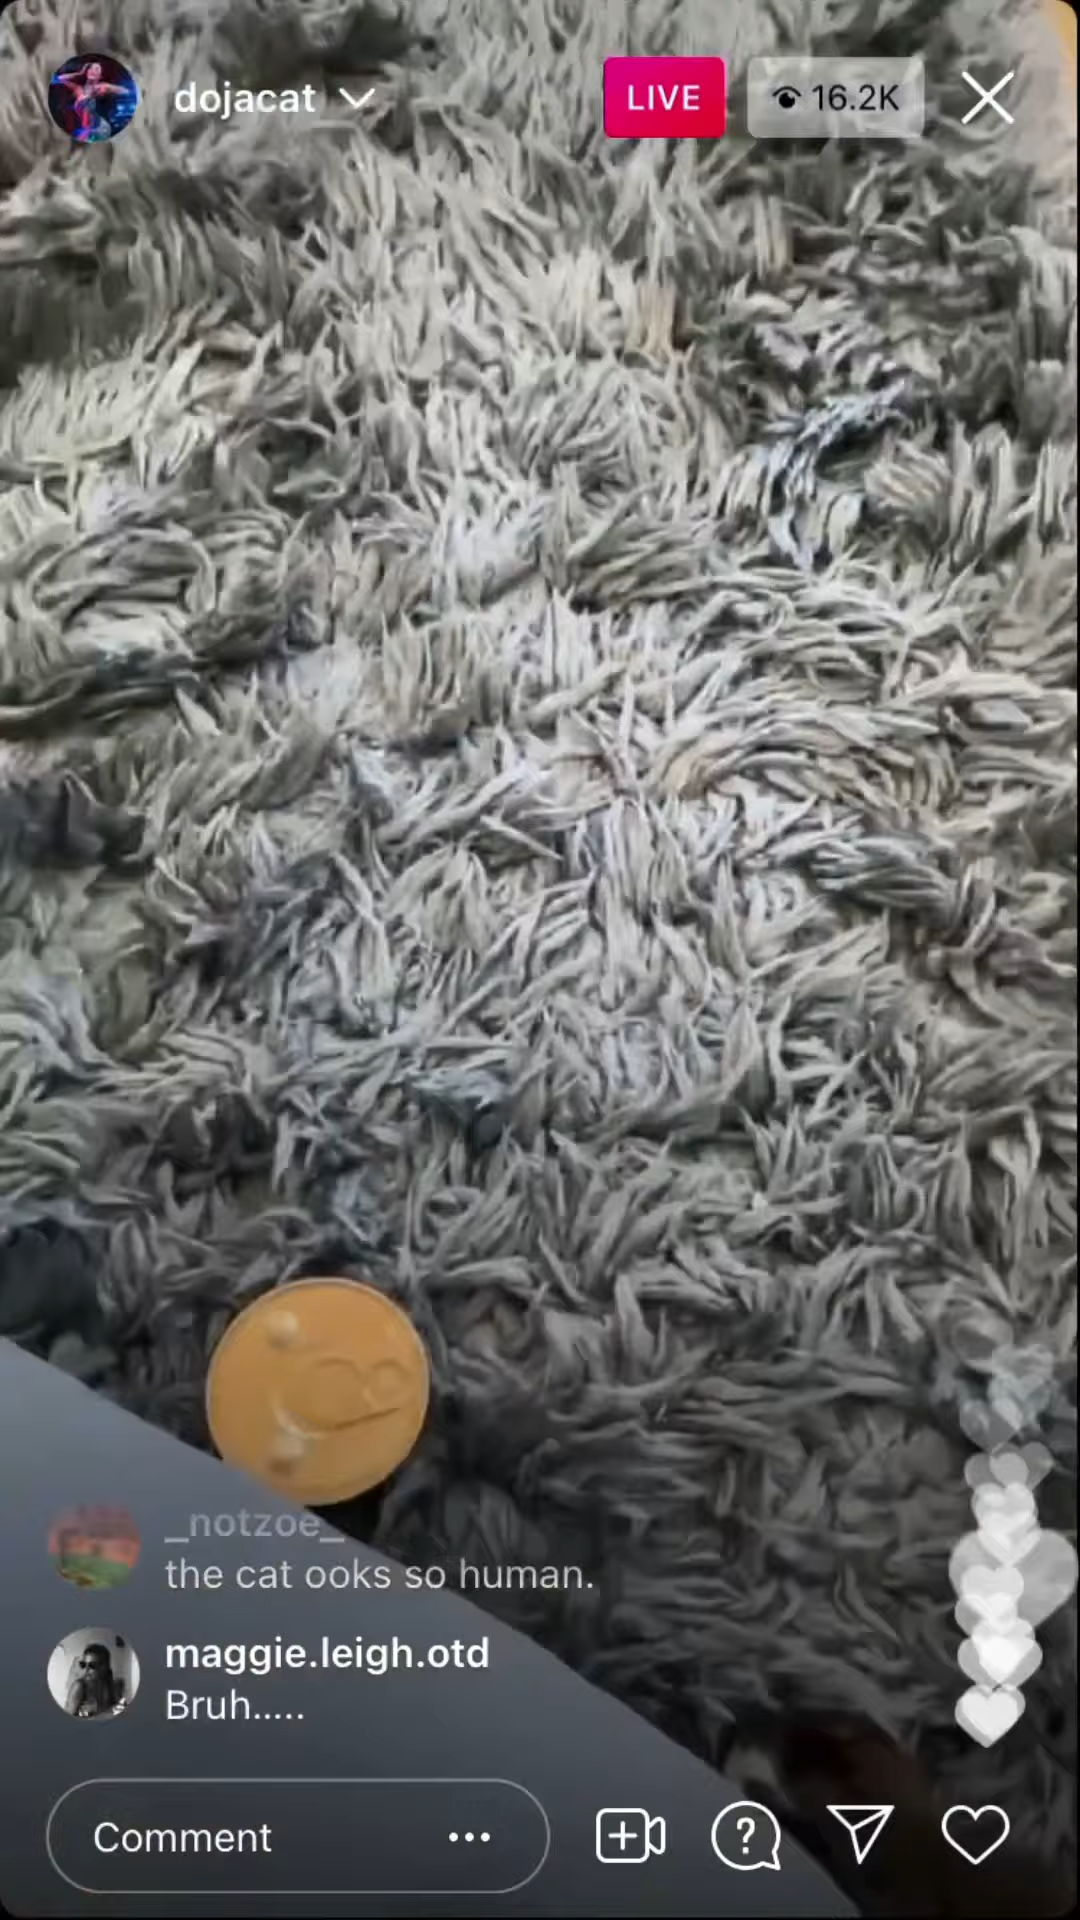 dojacat
LIVE
16.2K
_notzoe_
the cat ooks so human.
maggie.leigh.otd
Bruh.....
Comment